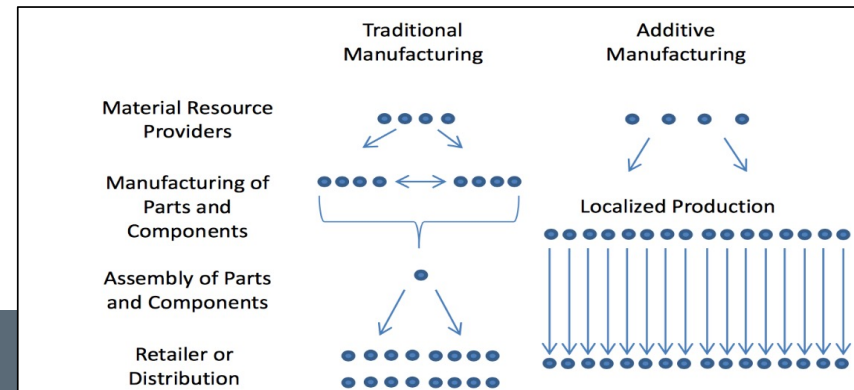 Traditional
Manufacturing
Additive
Manufacturing
Material Resource
Providers
Manufacturing of
Parts and
Components
Localized Production
Assembly of Parts
and Components
Retailer or
Distribution